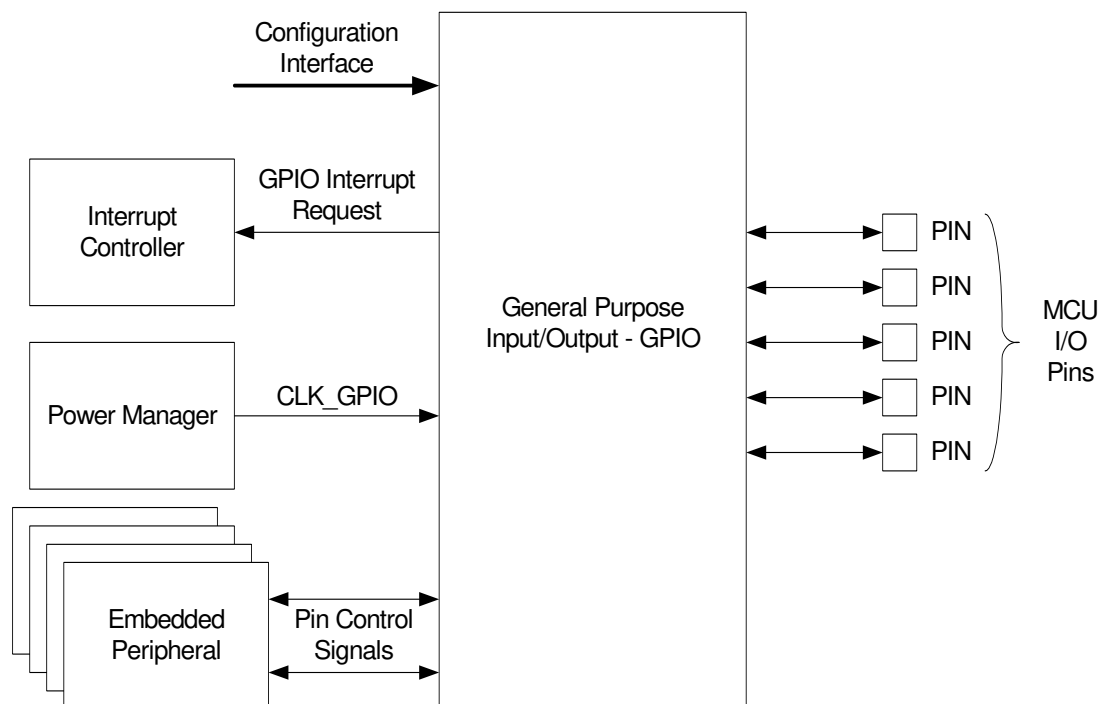 Configuration
Interface
Interrupt
Controller
GPIO Interrupt
Request
Power Manager
CLK_GPIO
Embedded
Peripheral
Pin Control
Signals
General Purpose
Input/Output - GPIO
PIN
PIN
PIN
PIN
PIN
MCU
I/O
Pins